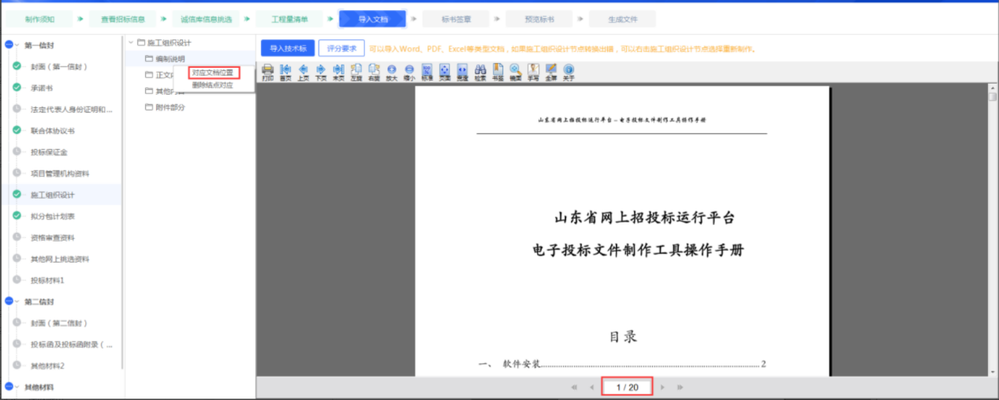 制作须知
查看招标信息
诚信库信息挑选
工程量清单
导入文档
标书签章
预览标书
生成文件
第一信封
封面（第一信封）
承诺书
法定代表人身份证明和...
联合体协议书
投标保证金
项目管理机构资料
施工组织设计
拟分包计划表
资格审查资料
其他网上挑选资料
投标材料1
第二信封
封面（第二信封）
投标函及投标函附录（...
其他材料2
其他材料
施工组织设计
编制说明
正文
其他内
附件部分
对应文档位置
删除结点对应
导入技术标
评分要求
可以导入Word、PDF、Excel等类型文档，如果施工组织设计节点转换出错，可以右击施工组织设计节点选择重新制作。
打印 首页 上页 下页 末页 左旋 右旋 放大 缩小 标准 页面 宽度 检索 书签 镜面 手写 全屏 关于
山东省网上招投标运行平台－电子投标文件制作工具操作手册
山东省网上招投标运行平台
电子投标文件制作工具操作手册
目录
一、 软件安装..........2
1 / 20